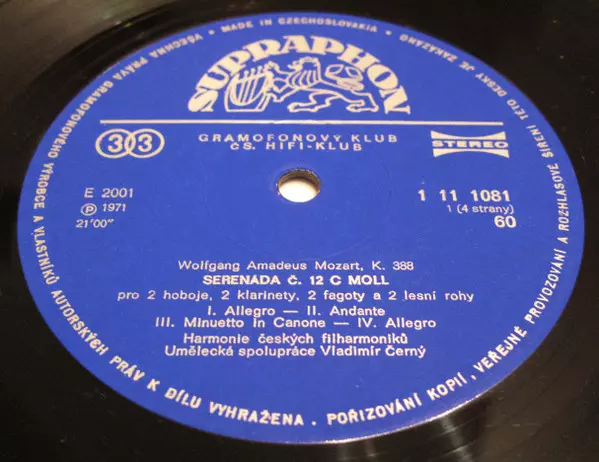 VŠECHNA PRÁVA GRAMOFONOVÉHO VÝROBCE A VLASTNÍKŮ AUTORSKÝCH PRÁV K DÍLU VYHRAŽENA. POŘIZOVÁNÍ KOPIÍ, VEŘEJNÉ PROVOZOVÁNÍ A ROZHLASOVÉ ŠÍŘENÍ TÉTO DESKY JE ZAKÁZÁNO
MADE IN CZECHOSLOVAKIA
SUPRAPHON
GRAMOFONOVÝ KLUB
ČS. HIFI-KLUB
33
STEREO
E 2001
℗ 1971
21'00"
1 11 1081
1 (4 strany)
60
Wolfgang Amadeus Mozart, K. 388
SERENÁDA Č. 12 C MOLL
pro 2 hoboje, 2 klarinety, 2 fagoty a 2 lesní rohy
I. Allegro — II. Andante
III. Minuetto in Canone — IV. Allegro
Harmonie českých filharmoniků
Umělecká spolupráce Vladimír Černý